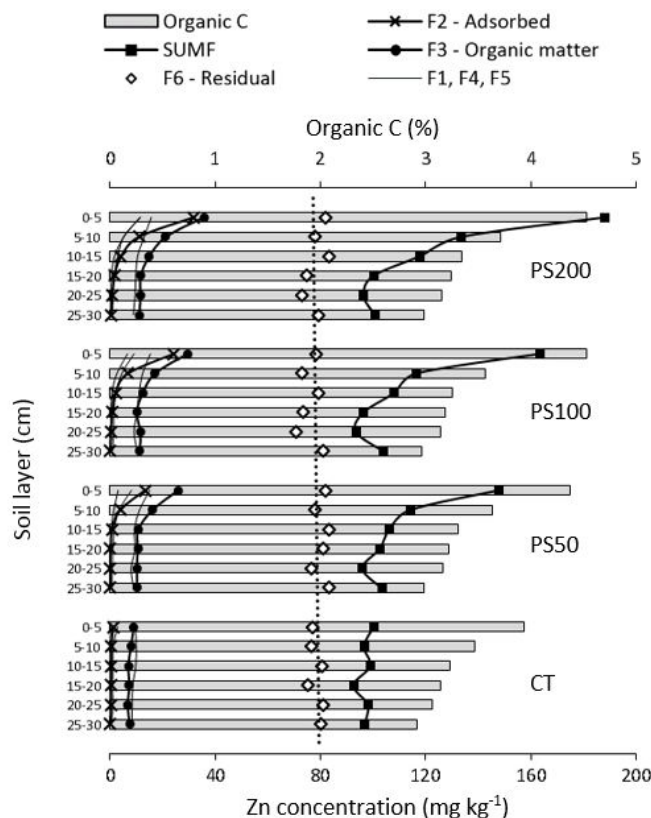 Organic C
F2 - Adsorbed
SUMF
F3 - Organic matter
F6 - Residual
F1, F4, F5
Organic C (%)
0 1 2 3 4 5
Soil layer (cm)
0-5
5-10
10-15
15-20
20-25
25-30
PS200
0-5
5-10
10-15
15-20
20-25
25-30
PS100
0-5
5-10
10-15
15-20
20-25
25-30
PS50
0-5
5-10
10-15
15-20
20-25
25-30
CT
0 40 80 120 160 200
Zn concentration (mg kg⁻¹)